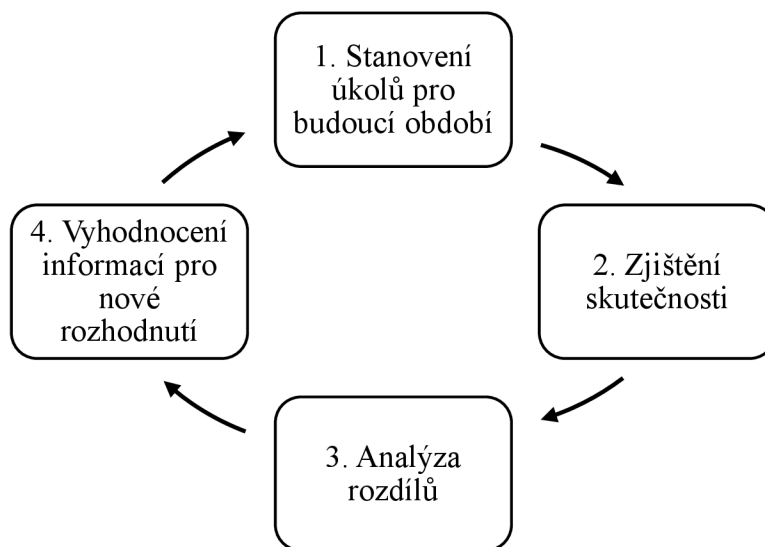 1. Stanovení
úkolů pro
budoucí období
2. Zjištění
skutečnosti
3. Analýza
rozdílů
4. Vyhodnocení
informací pro
nové
rozhodnutí